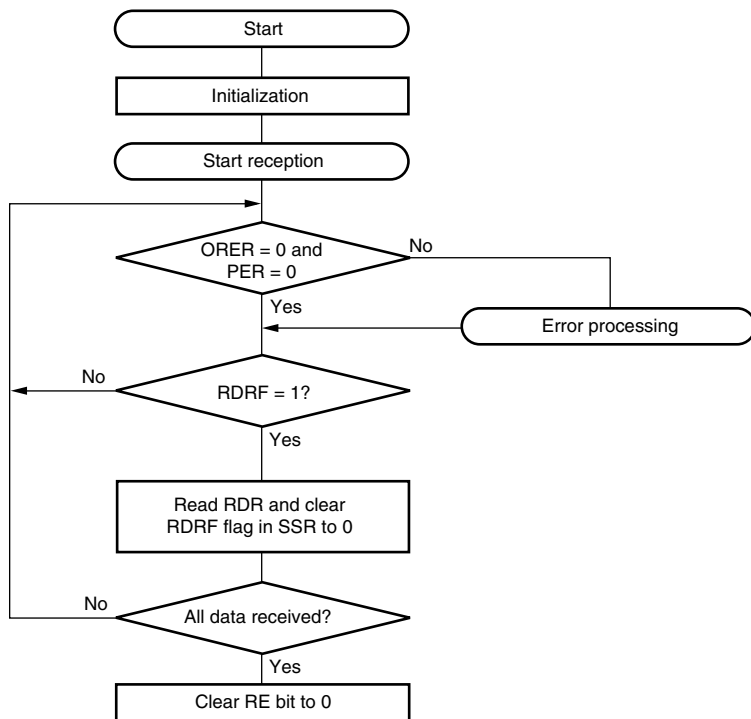 Start
Initialization
Start reception
ORER = 0 and
PER = 0
No
Yes
Error processing
No
RDRF = 1?
Yes
Read RDR and clear
RDRF flag in SSR to 0
No
All data received?
Yes
Clear RE bit to 0